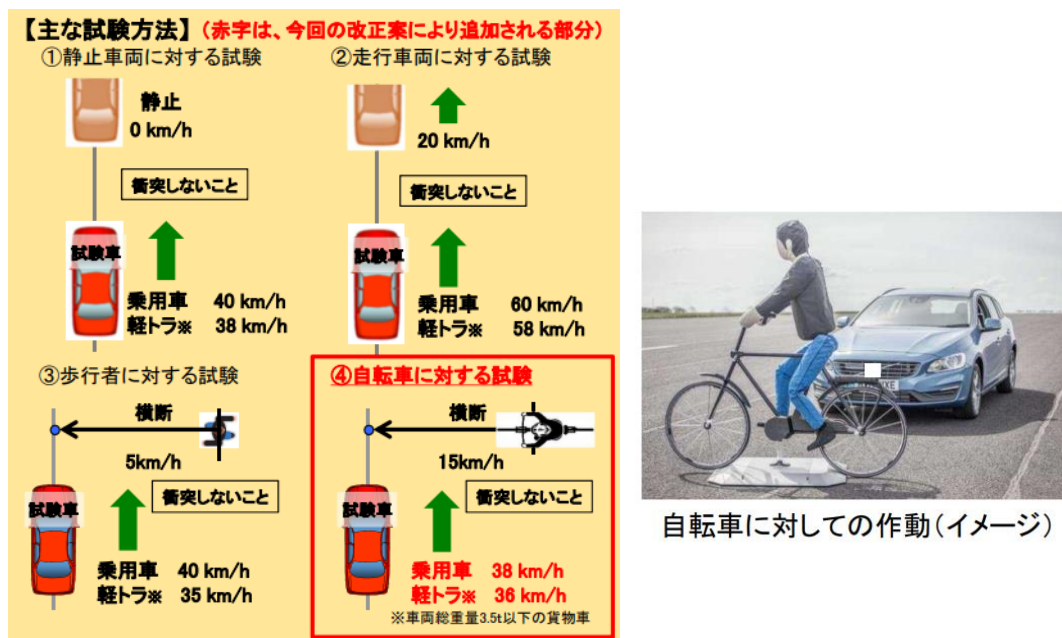 【主な試験方法】（赤字は、今回の改正案により追加される部分）
①静止車両に対する試験
静止
0 km/h
衝突しないこと
試験車
乗用車 40 km/h
軽トラ※ 38 km/h
②走行車両に対する試験
20 km/h
衝突しないこと
試験車
乗用車 60 km/h
軽トラ※ 58 km/h
③歩行者に対する試験
横断
5km/h
衝突しないこと
試験車
乗用車 40 km/h
軽トラ※ 35 km/h
④自転車に対する試験
横断
15km/h
衝突しないこと
試験車
乗用車 38 km/h
軽トラ※ 36 km/h
※車両総重量3.5t以下の貨物車
自転車に対しての作動（イメージ）